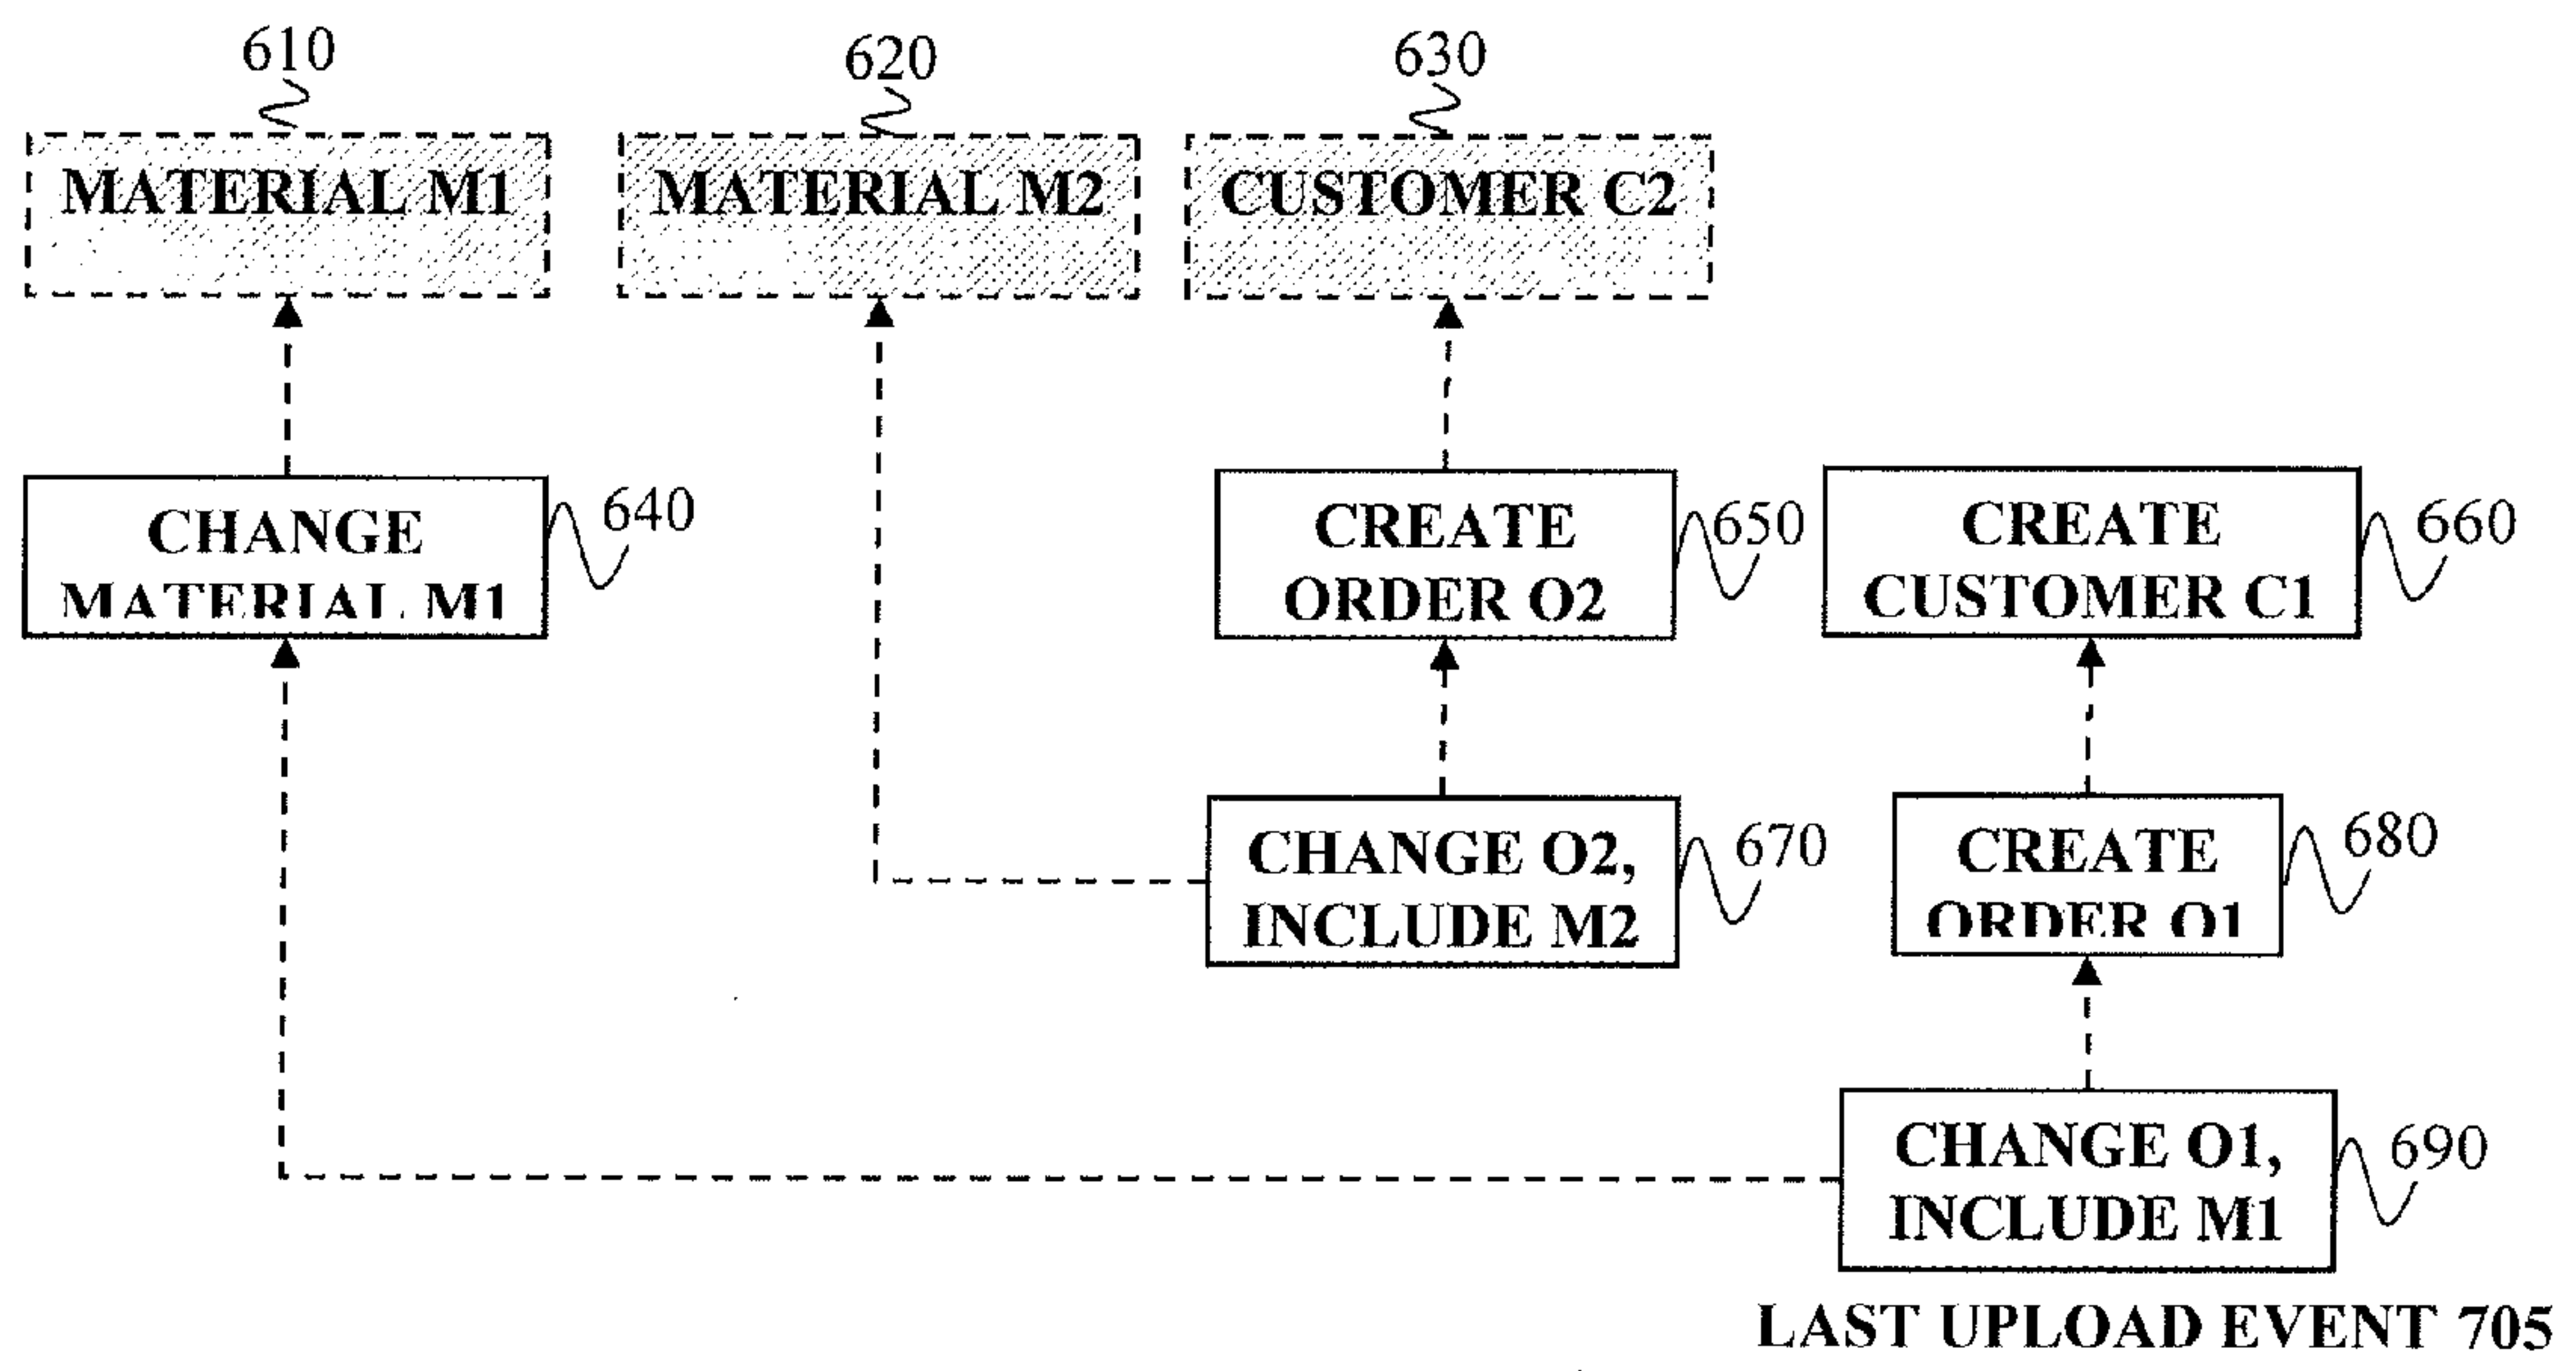 610
620
630
MATERIAL M1
MATERIAL M2
CUSTOMER C2
CHANGE
MATERIAL M1
640
CREATE
ORDER O2
650
CREATE
CUSTOMER C1
660
CHANGE O2,
INCLUDE M2
670
CREATE
ORDER O1
680
CHANGE O1,
INCLUDE M1
690
LAST UPLOAD EVENT 705